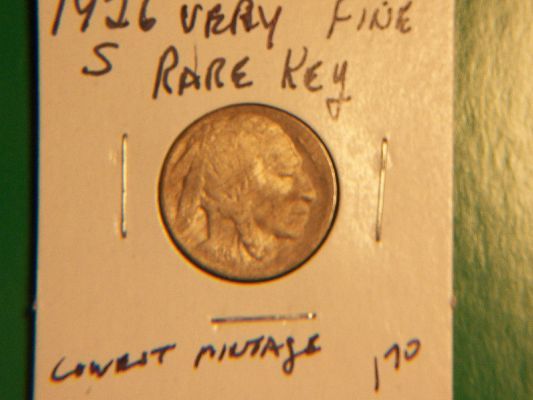 1926 VERY FINE
S RARE KEY
LOWEST MINTAGE
170